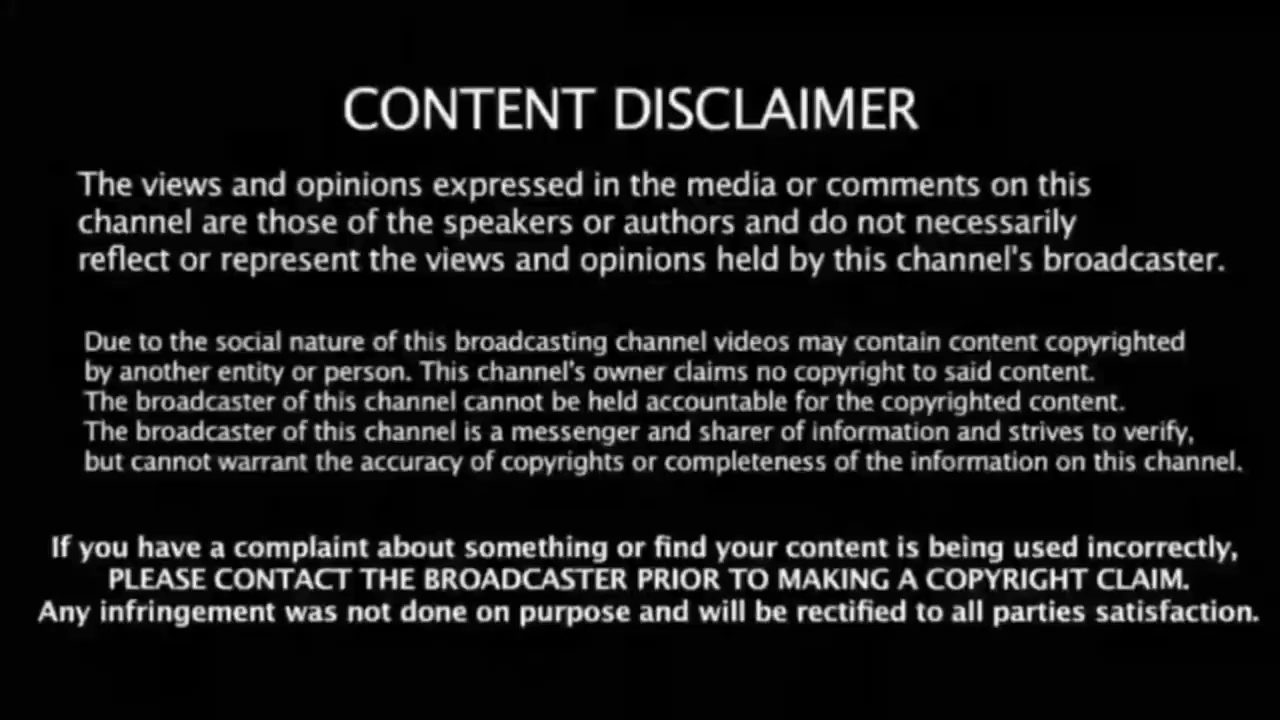 CONTENT DISCLAIMER
The views and opinions expressed in the media or comments on this
channel are those of the speakers or authors and do not necessarily
reflect or represent the views and opinions held by this channel's broadcaster.
Due to the social nature of this broadcasting channel videos may contain content copyrighted
by another entity or person. This channel's owner claims no copyright to said content.
The broadcaster of this channel cannot be held accountable for the copyrighted content.
The broadcaster of this channel is a messenger and sharer of information and strives to verify,
but cannot warrant the accuracy of copyrights or completeness of the information on this channel.
If you have a complaint about something or find your content is being used incorrectly,
PLEASE CONTACT THE BROADCASTER PRIOR TO MAKING A COPYRIGHT CLAIM.
Any infringement was not done on purpose and will be rectified to all parties satisfaction.